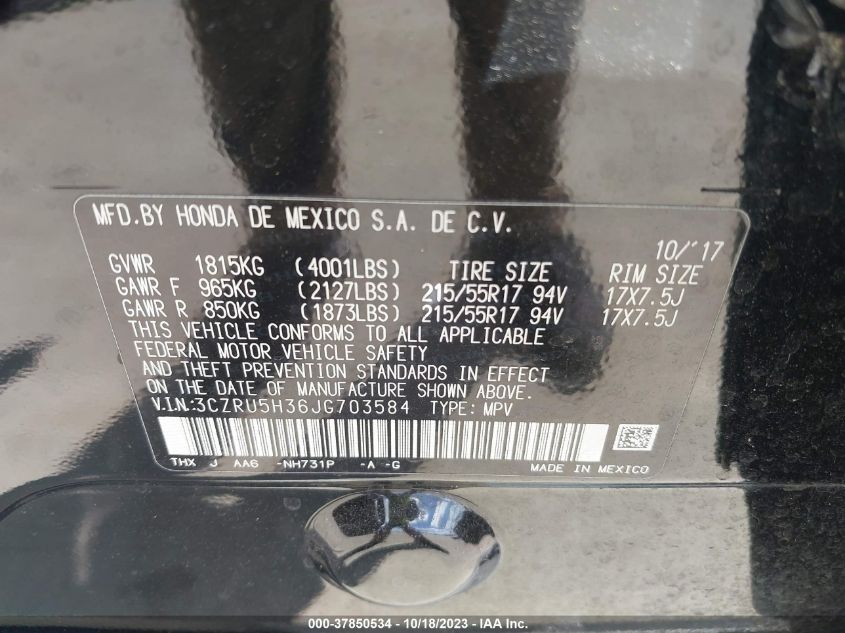 MFD.BY HONDA DE MEXICO S.A. DE C.V.
10/'17
GVWR 1815KG (4001LBS) TIRE SIZE RIM SIZE
GAWR F 965KG (2127LBS) 215/55R17 94V 17X7.5J
GAWR R 850KG (1873LBS) 215/55R17 94V 17X7.5J
THIS VEHICLE CONFORMS TO ALL APPLICABLE
FEDERAL MOTOR VEHICLE SAFETY
AND THEFT PREVENTION STANDARDS IN EFFECT
ON THE DATE OF MANUFACTURE SHOWN ABOVE.
V.I.N.:3CZRU5H36JG703584 TYPE: MPV
THX J AA6 -NH731P -A -G MADE IN MEXICO
000-37850534 - 10/18/2023 - IAA Inc.